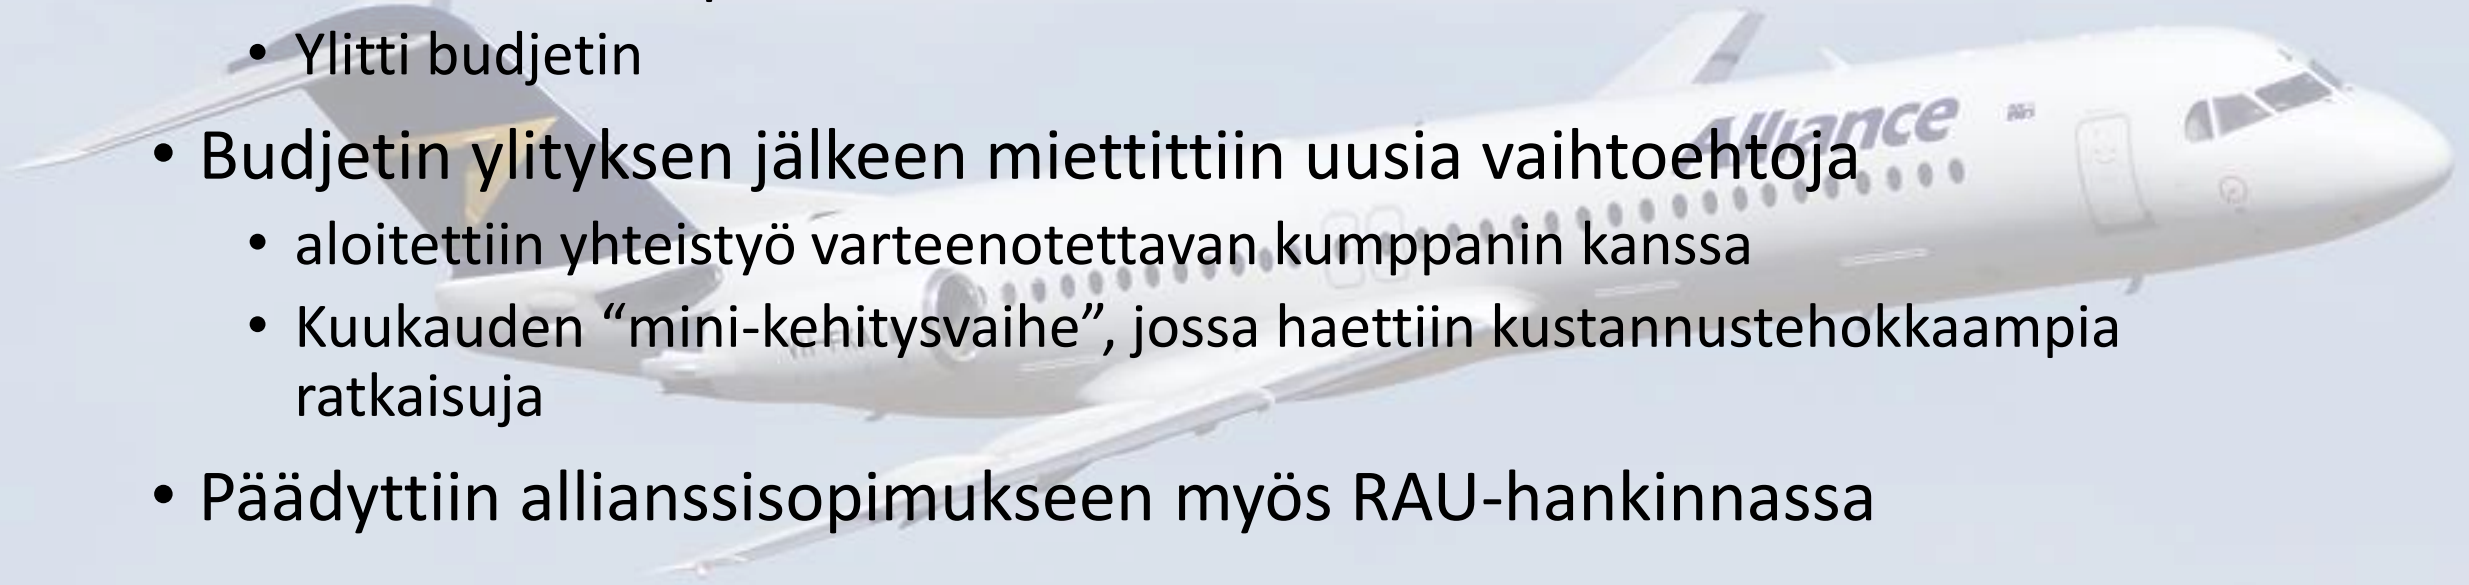 • Ylitti budjetin
• Budjetin ylityksen jälkeen miettittiin uusia vaihtoehtoja
Alliance
• aloitettiin yhteistyö varteenotettavan kumppanin kanssa
• Kuukauden “mini-kehitysvaihe”, jossa haettiin kustannustehokkaampia
ratkaisuja
• Päädyttiin allianssisopimukseen myös RAU-hankinnassa